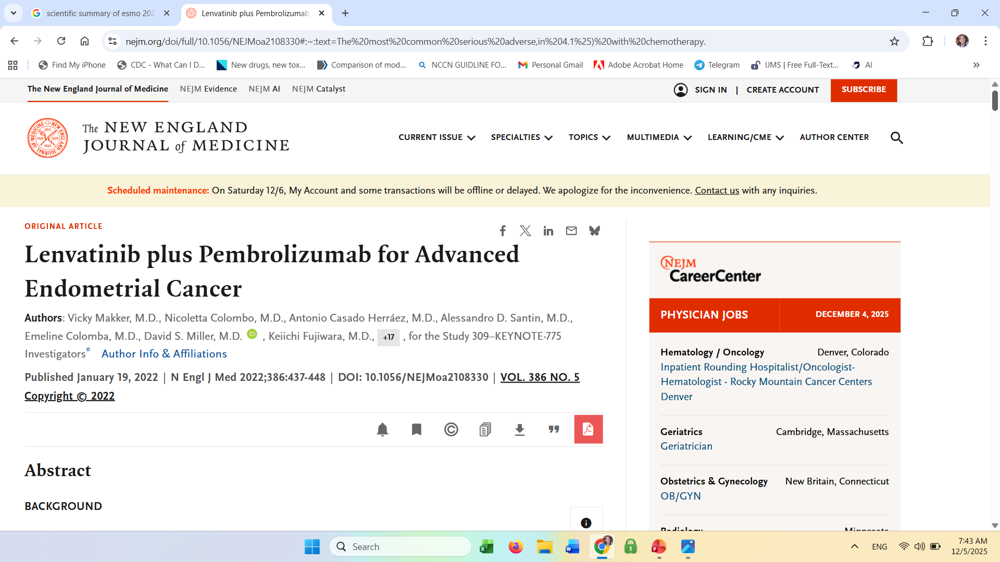 scientific summary of esmo 202
Lenvatinib plus Pembrolizumab
nejm.org/doi/full/10.1056/NEJMoa2108330#:~:text=The%20most%20common%20serious%20adverse,in%204.1%25)%20with%20chemotherapy.
Find My iPhone
CDC - What Can I D...
New drugs, new tox...
Comparison of mod...
NCCN GUIDLINE FO...
Personal Gmail
Adobe Acrobat Home
Telegram
IJMS | Free Full-Text...
AI
»
The New England Journal of Medicine
NEJM Evidence
NEJM AI
NEJM Catalyst
SIGN IN | CREATE ACCOUNT
SUBSCRIBE
The NEW ENGLAND
JOURNAL of MEDICINE
CURRENT ISSUE
SPECIALTIES
TOPICS
MULTIMEDIA
LEARNING/CME
AUTHOR CENTER
Scheduled maintenance: On Saturday 12/6, My Account and some transactions will be offline or delayed. We apologize for the inconvenience. Contact us with any inquiries.
ORIGINAL ARTICLE
Lenvatinib plus Pembrolizumab for Advanced
Endometrial Cancer
Authors: Vicky Makker, M.D., Nicoletta Colombo, M.D., Antonio Casado Herráez, M.D., Alessandro D. Santin, M.D.,
Emeline Colomba, M.D., David S. Miller, M.D. iD , Keiichi Fujiwara, M.D., +17 , for the Study 309–KEYNOTE-775
Investigators* Author Info & Affiliations
Published January 19, 2022 | N Engl J Med 2022;386:437-448 | DOI: 10.1056/NEJMoa2108330 | VOL. 386 NO. 5
Copyright © 2022
Abstract
BACKGROUND
NEJM
CareerCenter
PHYSICIAN JOBS
DECEMBER 4, 2025
Hematology / Oncology
Denver, Colorado
Inpatient Rounding Hospitalist/Oncologist-
Hematologist - Rocky Mountain Cancer Centers
Denver
Geriatrics
Cambridge, Massachusetts
Geriatrician
Obstetrics & Gynecology
New Britain, Connecticut
OB/GYN
Radiology
Minnesota
Search
ENG
7:43 AM
12/5/2025